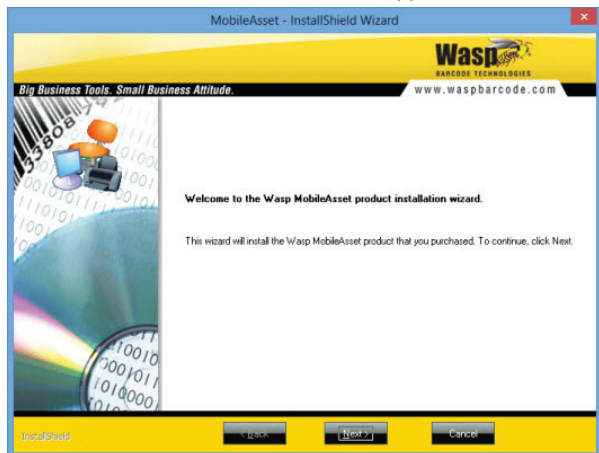 MobileAsset - InstallShield Wizard
Wasp
BARCODE TECHNOLOGIES
Big Business Tools. Small Business Attitude.
www.waspbarcode.com
33808
Welcome to the Wasp MobileAsset product installation wizard.
This wizard will install the Wasp MobileAsset product that you purchased. To continue, click Next.
InstallShield
< Back
Next >
Cancel